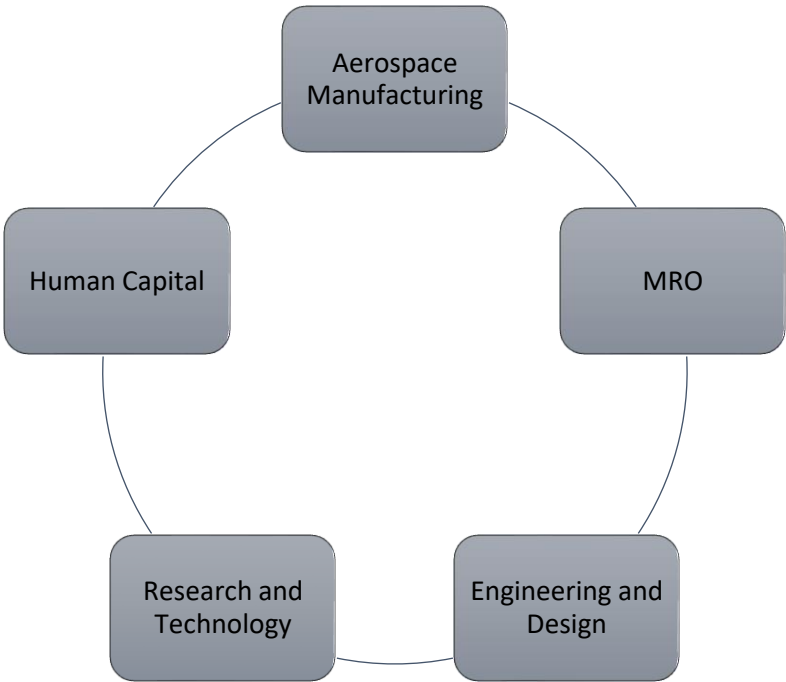 Aerospace
Manufacturing
Human Capital
MRO
Research and
Technology
Engineering and
Design